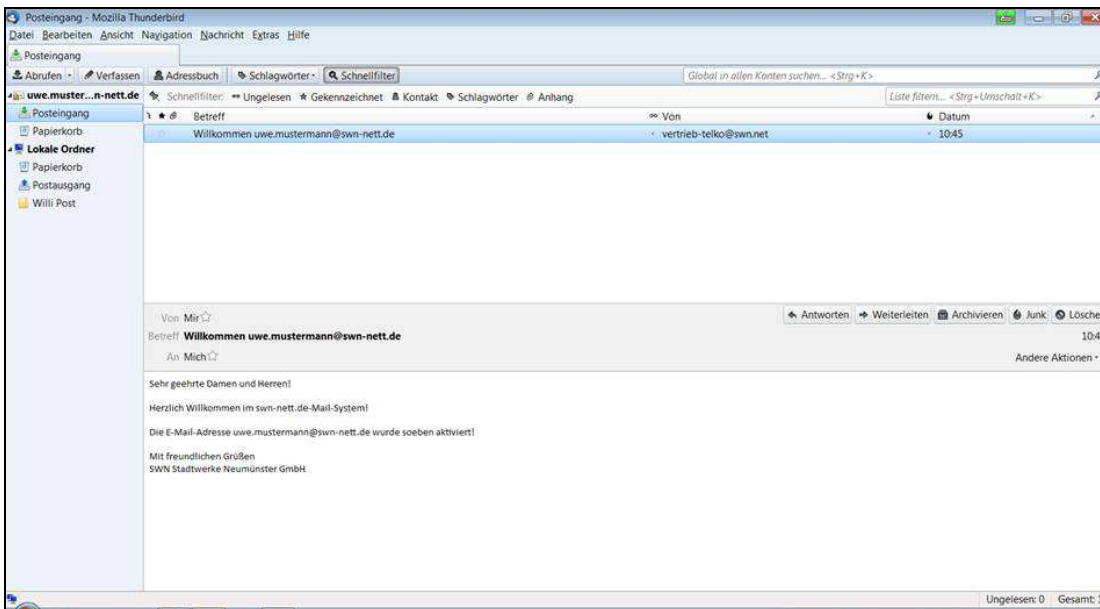 Posteingang - Mozilla Thunderbird
Datei Bearbeiten Ansicht Navigation Nachricht Extras Hilfe
Posteingang
Abrufen Verfassen Adressbuch Schlagwörter Schnellfilter Global in allen Konten suchen... <Strg+K>
uwe.muster...n-nett.de Schnellfilter: Ungelesen Gekennzeichnet Kontakt Schlagwörter Anhang Liste filtern... <Strg+Umschalt+K>
Posteingang Betreff Von Datum
Papierkorb Willkommen uwe.mustermann@swn-nett.de vertrieb-telko@swn.net 10:45
Lokale Ordner
Papierkorb
Postausgang
Willi Post
Von Mir Antworten Weiterleiten Archivieren Junk Lösche
Betreff Willkommen uwe.mustermann@swn-nett.de 10:4
An Mich Andere Aktionen
Sehr geehrte Damen und Herren!
Herzlich Willkommen im swn-nett.de-Mail-System!
Die E-Mail-Adresse uwe.mustermann@swn-nett.de wurde soeben aktiviert!
Mit freundlichen Grüßen
SWN Stadtwerke Neumünster GmbH
Ungelesen: 0 Gesamt: